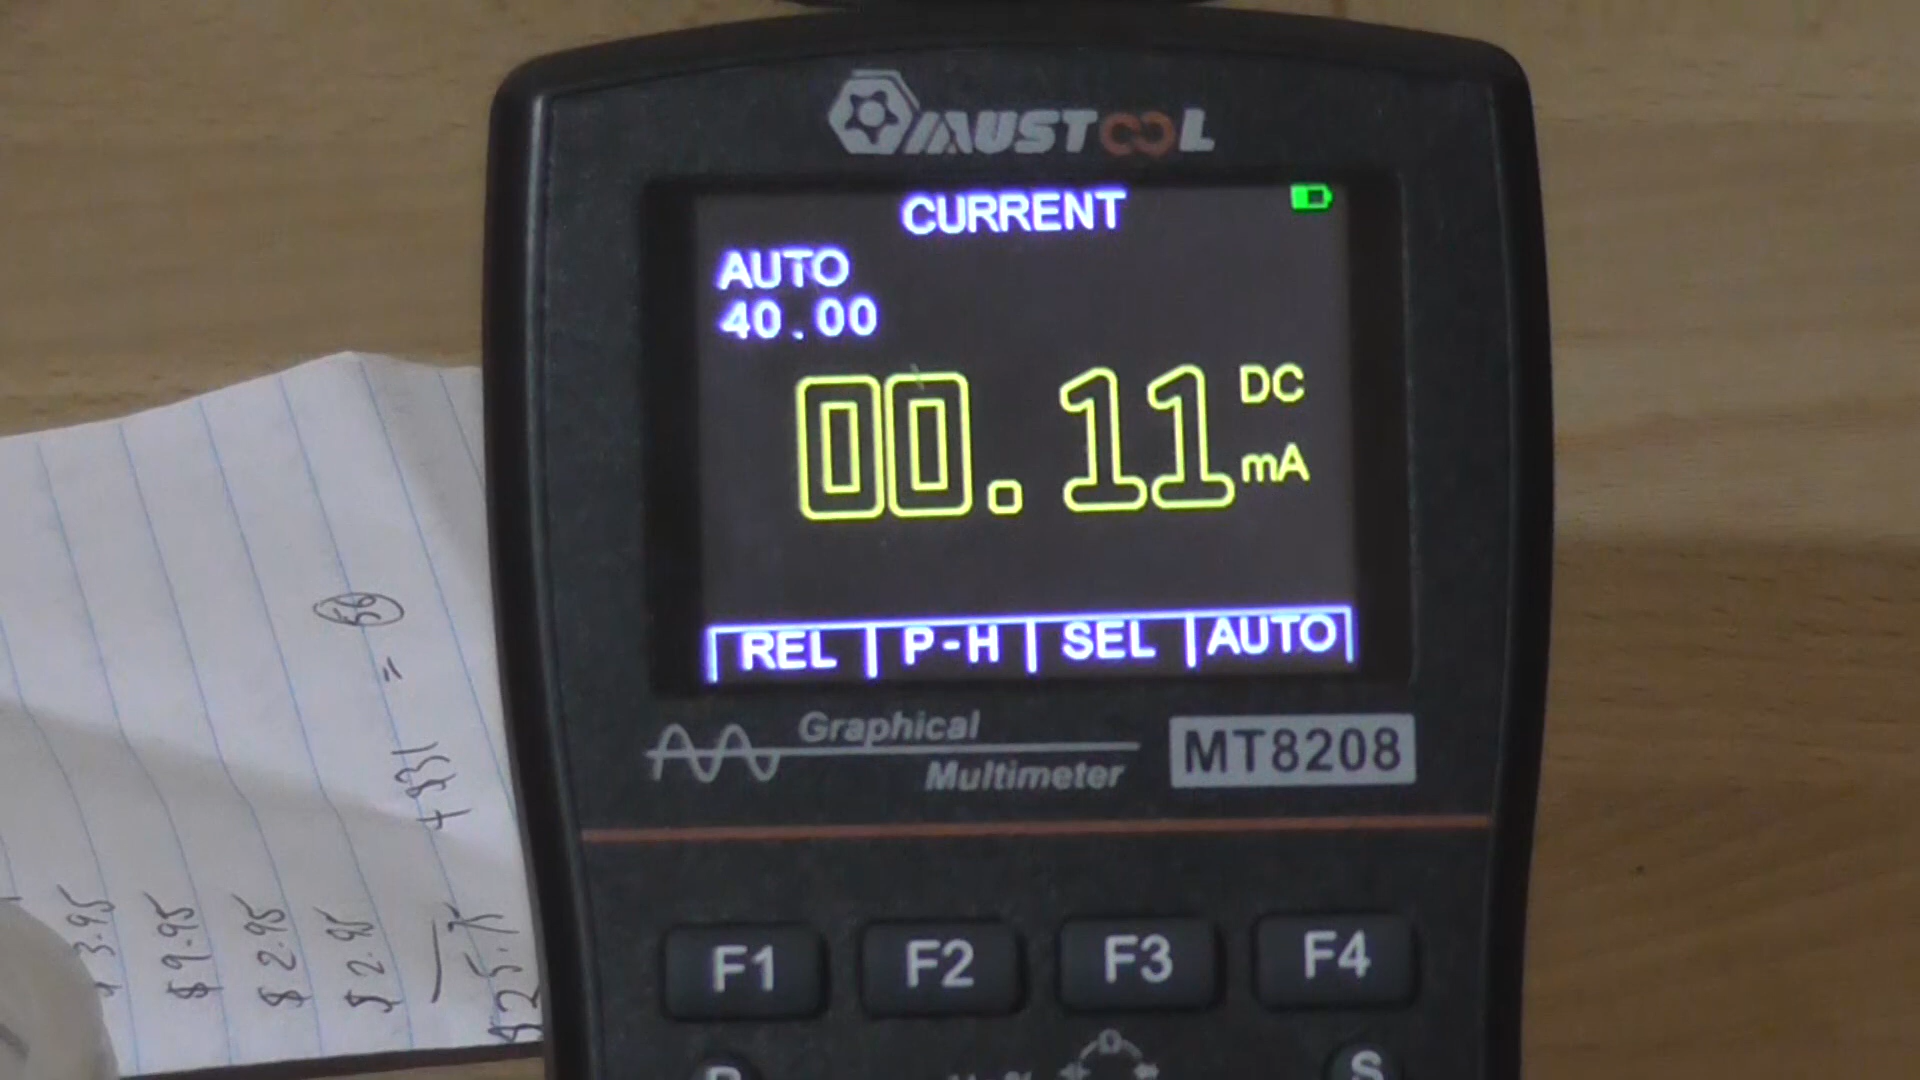 MUSTOOL
CURRENT
AUTO
40.00
00.11 DC mA
REL P-H SEL AUTO
Graphical
Multimeter
MT8208
F1 F2 F3 F4
S
= 56
3.95
$9.95
$2.95
$2.95